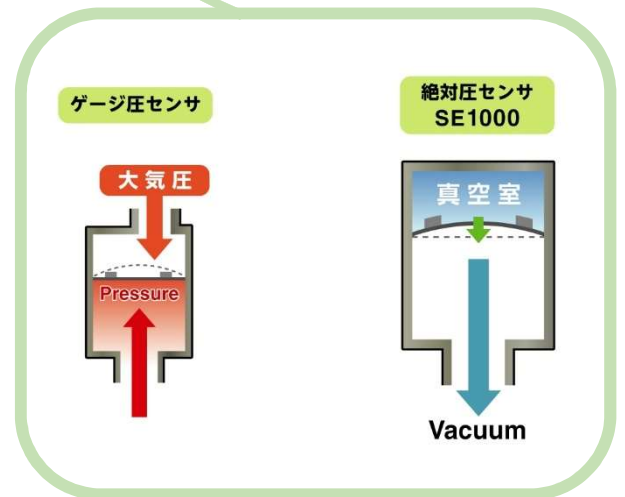 ゲージ圧センサ
絶対圧センサ
SE1000
大気圧
真空室
Pressure
Vacuum